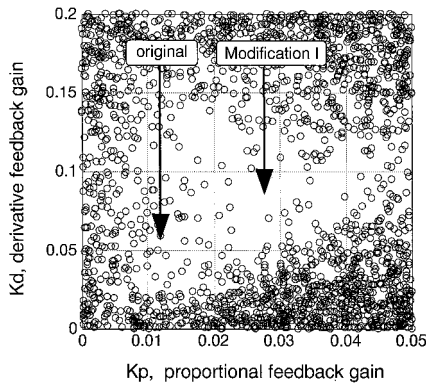 0.2
original
Modification I
0.15
0.1
0.05
0
0
0.01
0.02
0.03
0.04
0.05
Kd, derivative feedback gain
Kp, proportional feedback gain